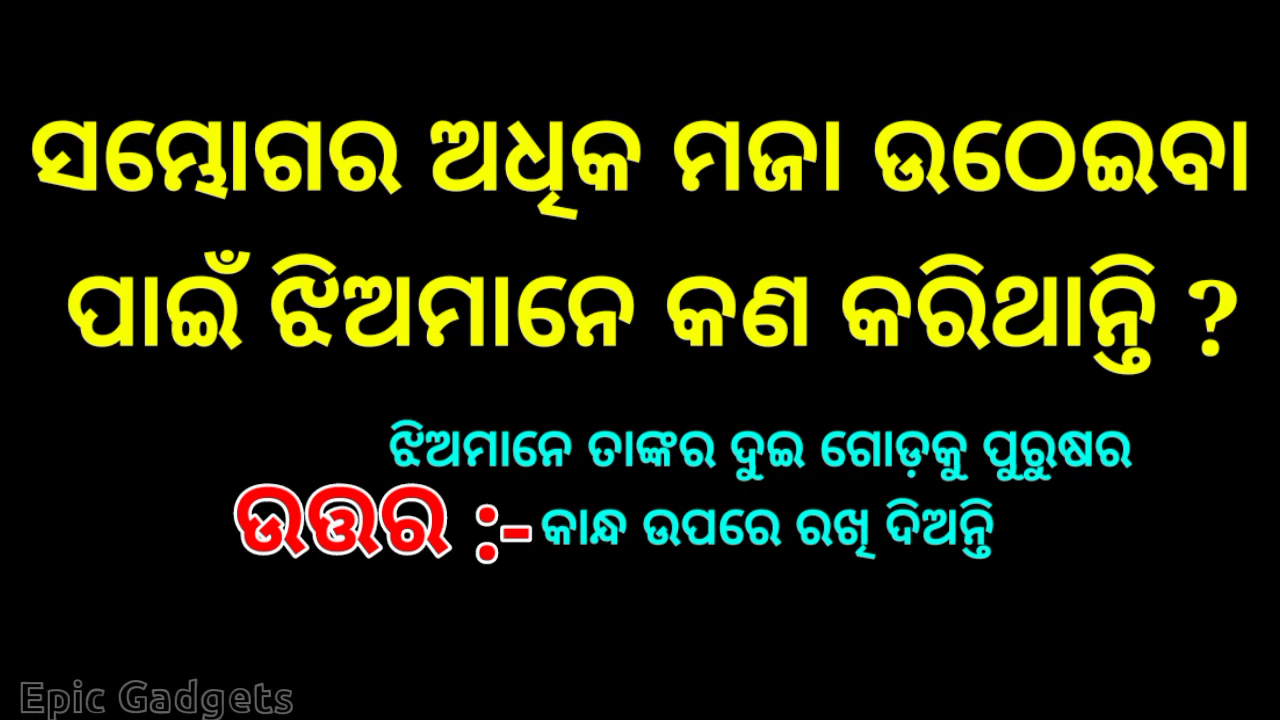 ସମ୍ଭୋଗର ଅଧିକ ମଜା ଉଠେଇବା
ପାଇଁ ଝିଅମାନେ କଣ କରିଥାନ୍ତି ?
ଝିଅମାନେ ତାଙ୍କର ଦୁଇ ଗୋଡ଼କୁ ପୁରୁଷର
ଉତ୍ତର :- କାନ୍ଧ ଉପରେ ରଖି ଦିଅନ୍ତି
Epic Gadgets